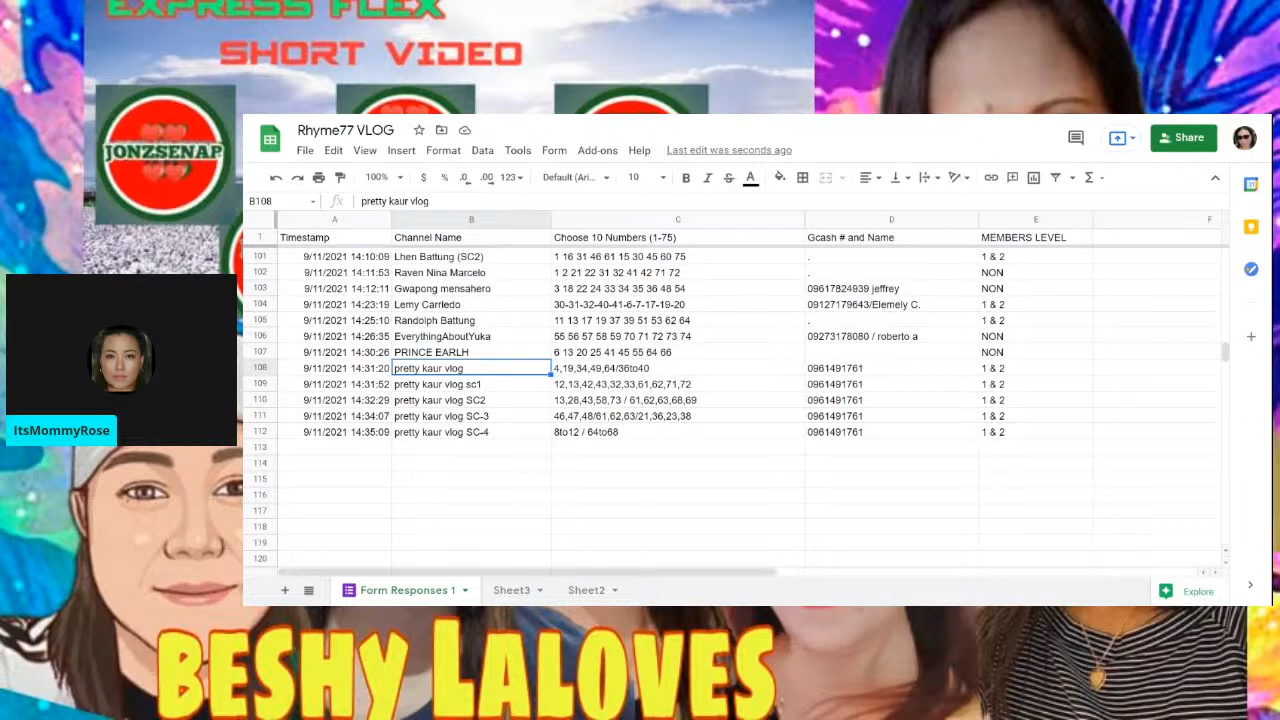 EXPRESS FLEX
SHORT VIDEO
JONZSENAP
Rhyme77 VLOG
File Edit View Insert Format Data Tools Form Add-ons Help Last edit was seconds ago
Share
100% $ % .0 .00 123 Default (Ari... 10 B I S A
B108 fx pretty kaur vlog
A B C D E F
1 Timestamp Channel Name Choose 10 Numbers (1-75) Gcash # and Name MEMBERS LEVEL
101 9/11/2021 14:10:09 Lhen Battung (SC2) 1 16 31 46 61 15 30 45 60 75 . 1 & 2
102 9/11/2021 14:11:53 Raven Nina Marcelo 1 2 21 22 31 32 41 42 71 72 . NON
103 9/11/2021 14:12:11 Gwapong mensahero 3 18 22 24 33 34 35 36 48 54 09617824939 jeffrey NON
104 9/11/2021 14:23:19 Lemy Carriedo 30-31-32-40-41-6-7-17-19-20 09127179643/Elemely C. 1 & 2
105 9/11/2021 14:25:10 Randolph Battung 11 13 17 19 37 39 51 53 62 64 . 1 & 2
106 9/11/2021 14:26:35 EverythingAboutYuka 55 56 57 58 59 70 71 72 73 74 09273178080 / roberto a NON
107 9/11/2021 14:30:26 PRINCE EARLH 6 13 20 25 41 45 55 64 66 NON
108 9/11/2021 14:31:20 pretty kaur vlog 4,19,34,49,64/36to40 0961491761 1 & 2
109 9/11/2021 14:31:52 pretty kaur vlog sc1 12,13,42,43,32,33,61,62,71,72 0961491761 1 & 2
110 9/11/2021 14:32:29 pretty kaur vlog SC2 13,28,43,58,73 / 61,62,63,68,69 0961491761 1 & 2
111 9/11/2021 14:34:07 pretty kaur vlog SC-3 46,47,48/61,62,63/21,36,23,38 0961491761 1 & 2
112 9/11/2021 14:35:09 pretty kaur vlog SC-4 8to12 / 64to68 0961491761 1 & 2
113
114
115
116
117
118
119
120
ItsMommyRose
Form Responses 1 Sheet3 Sheet2 Explore
BESHY LALOVES